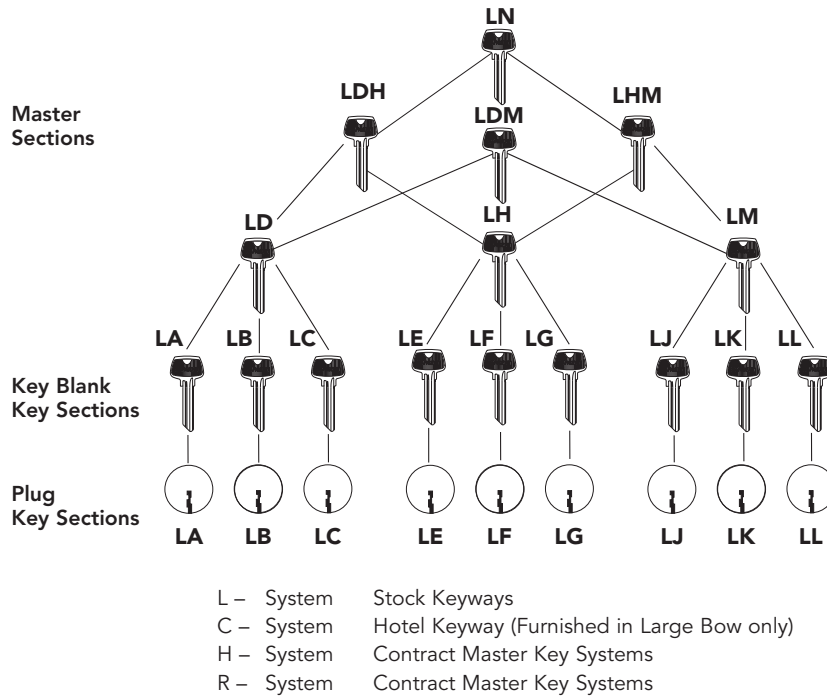 LN
LDH
LDM
LHM
Master
Sections
LD
LH
LM
LA LB LC LE LF LG LJ LK LL
Key Blank
Key Sections
Plug
Key Sections
LA LB LC LE LF LG LJ LK LL
L – System Stock Keyways
C – System Hotel Keyway (Furnished in Large Bow only)
H – System Contract Master Key Systems
R – System Contract Master Key Systems